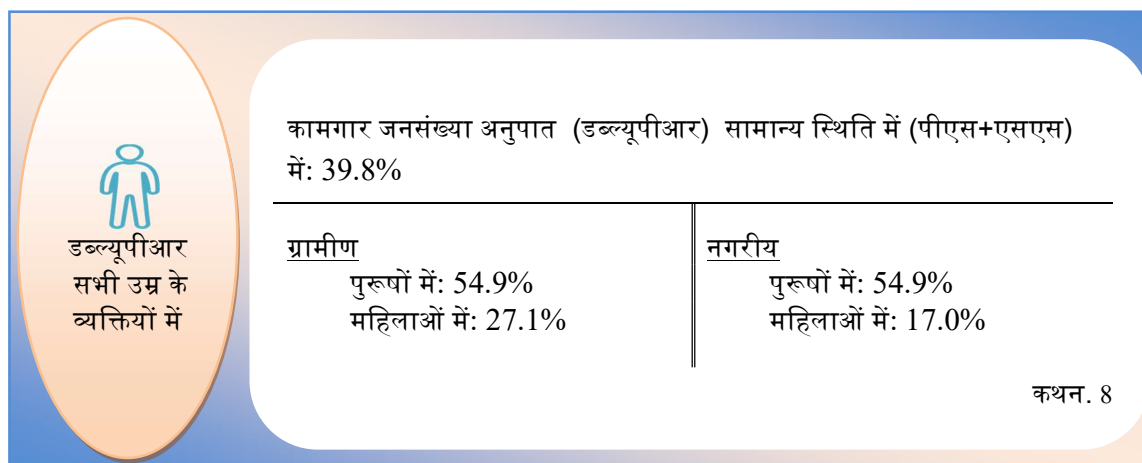 डब्ल्यूपीआर
सभी उम्र के
व्यक्तियों में
कामगार जनसंख्या अनुपात (डब्ल्यूपीआर) सामान्य स्थिति में (पीएस+एसएस)
में: 39.8%
ग्रामीण
पुरूषों में: 54.9%
महिलाओं में: 27.1%
नगरीय
पुरूषों में: 54.9%
महिलाओं में: 17.0%
कथन. 8